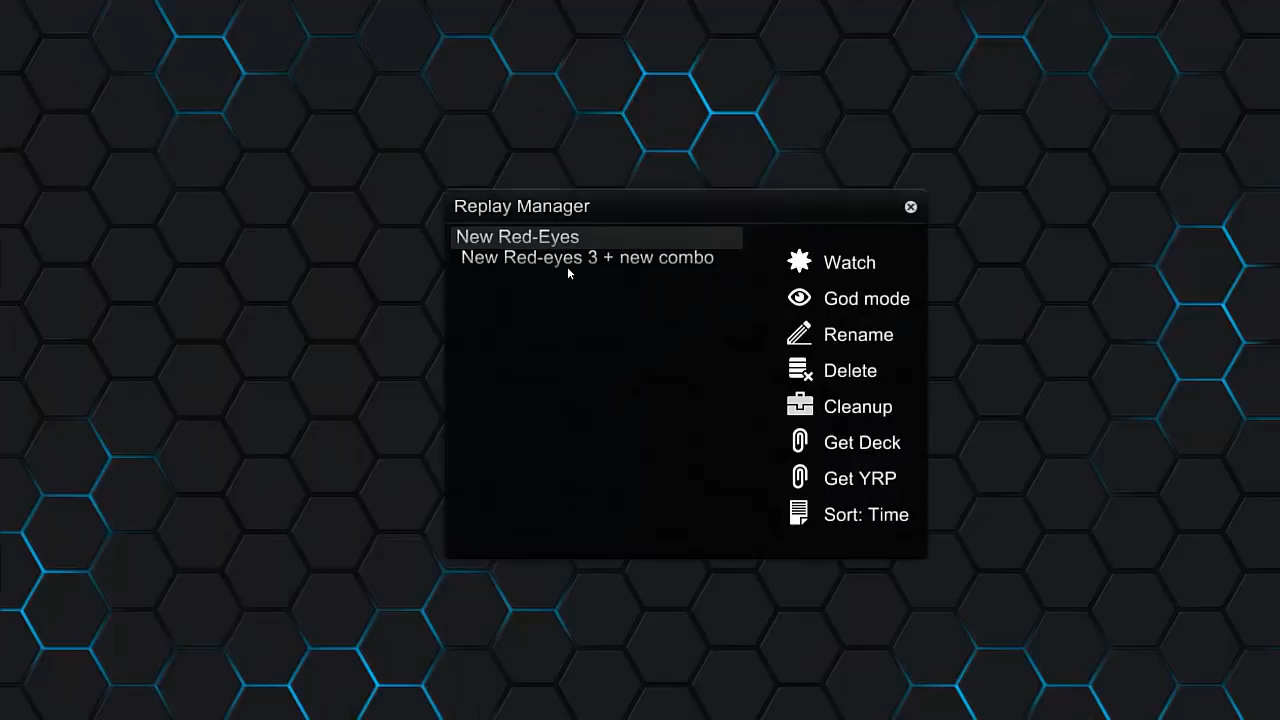 Replay Manager
New Red-Eyes
New Red-eyes 3 + new combo
Watch
God mode
Rename
Delete
Cleanup
Get Deck
Get YRP
Sort: Time